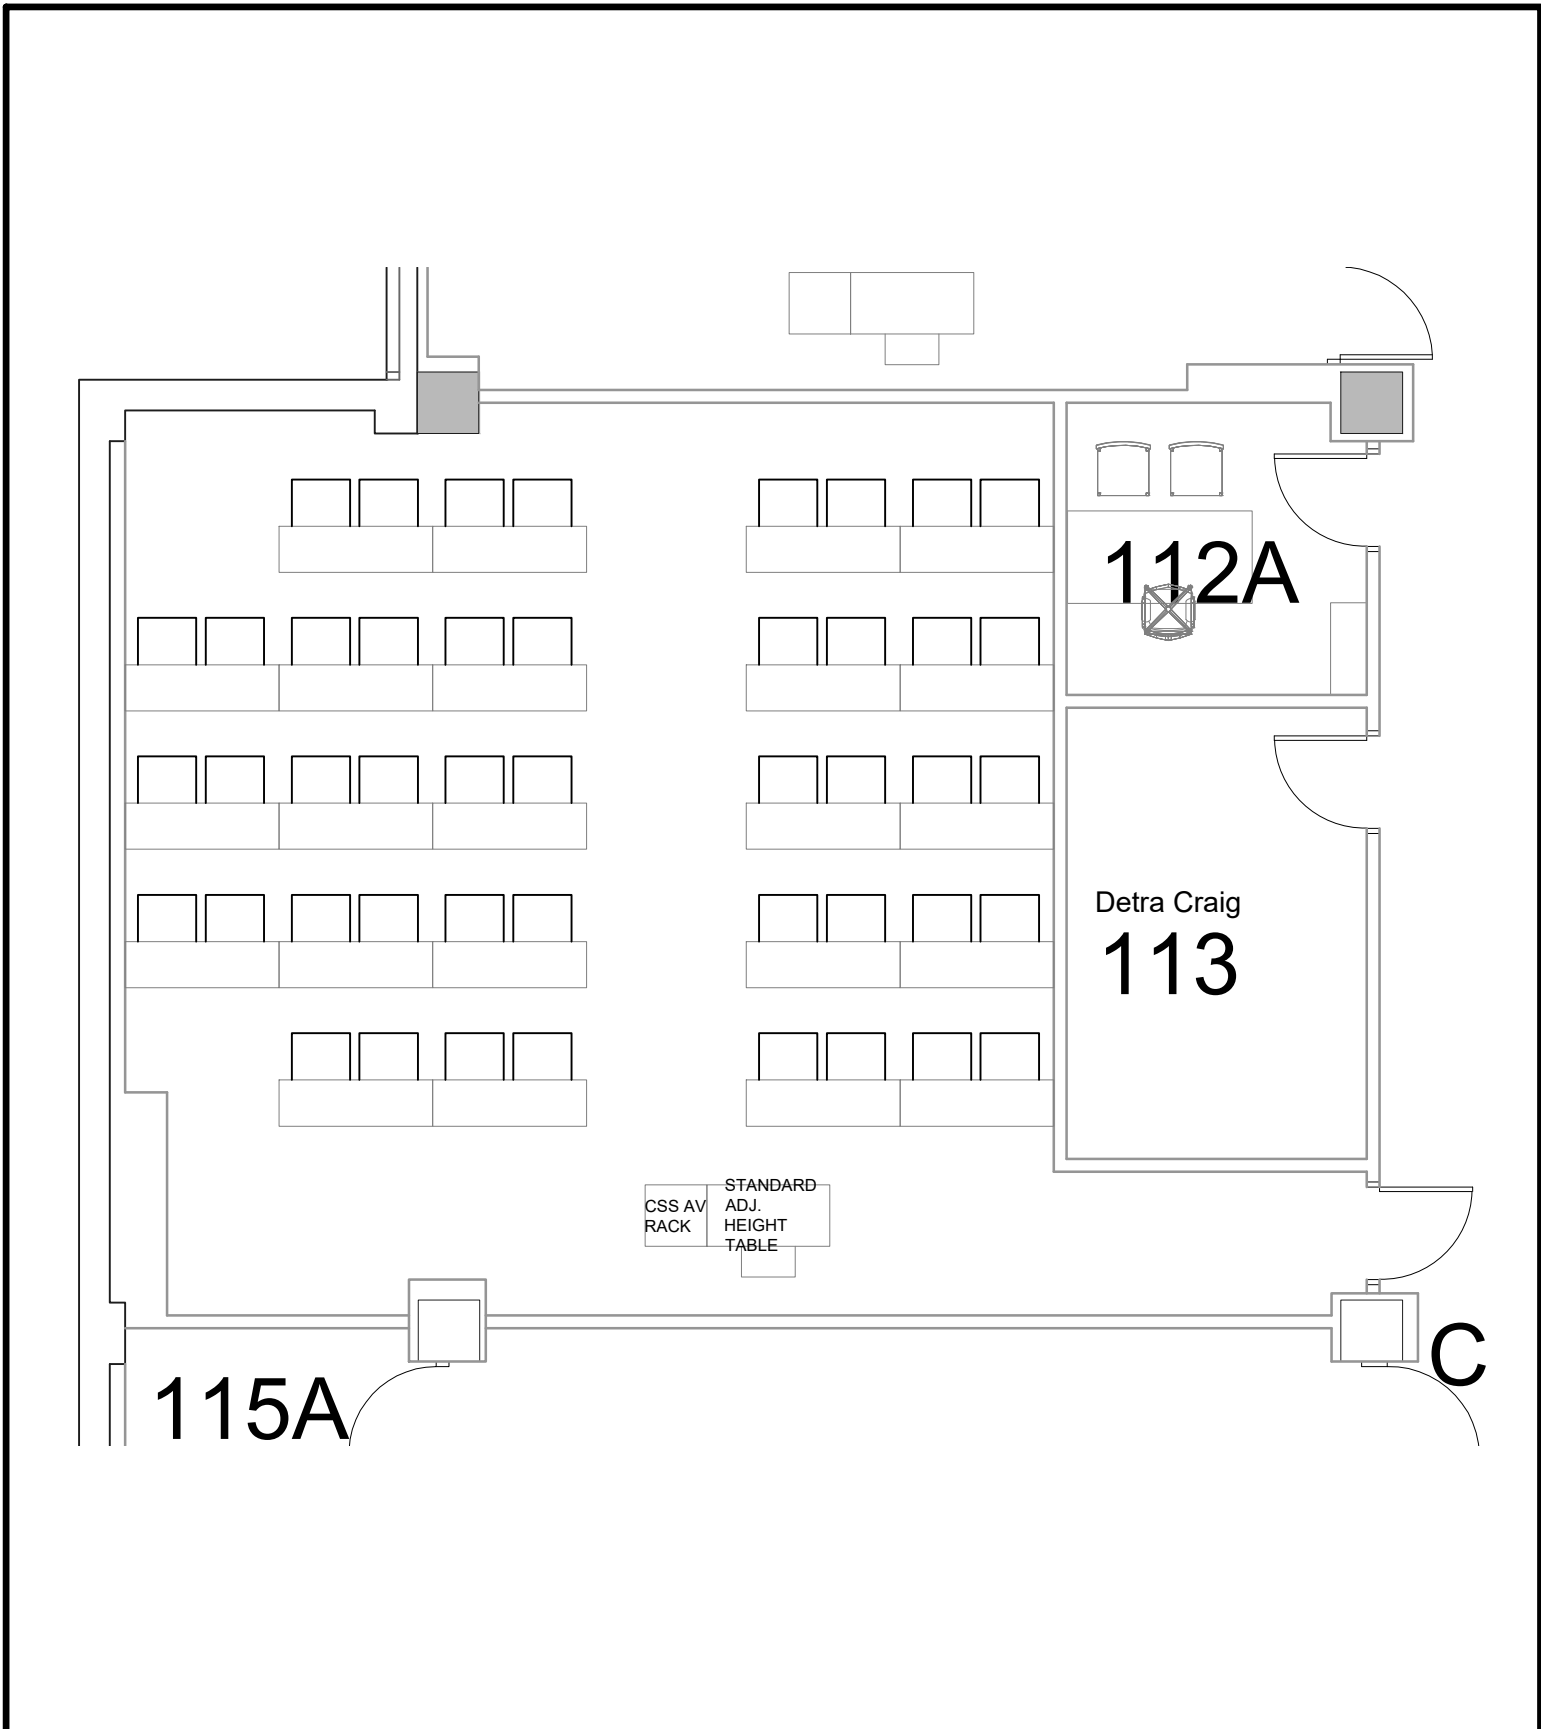 112A
Detra Craig
113
CSS AV
RACK
STANDARD
ADJ.
HEIGHT
TABLE
C
115A